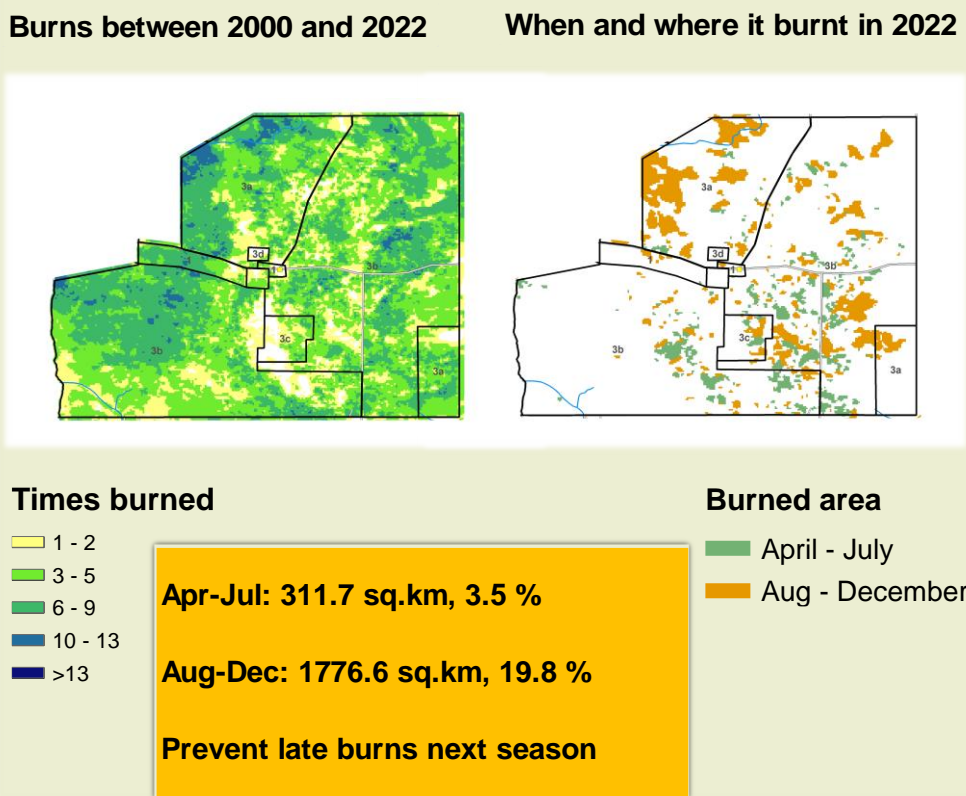 Burns between 2000 and 2022
When and where it burnt in 2022
3a
3d
1
1
3b
3b
3c
3a
3a
3d
1
1
3b
3b
3c
3a
Times burned
1 - 2
3 - 5
6 - 9
10 - 13
>13
Apr-Jul: 311.7 sq.km, 3.5 %
Aug-Dec: 1776.6 sq.km, 19.8 %
Prevent late burns next season
Burned area
April - July
Aug - December